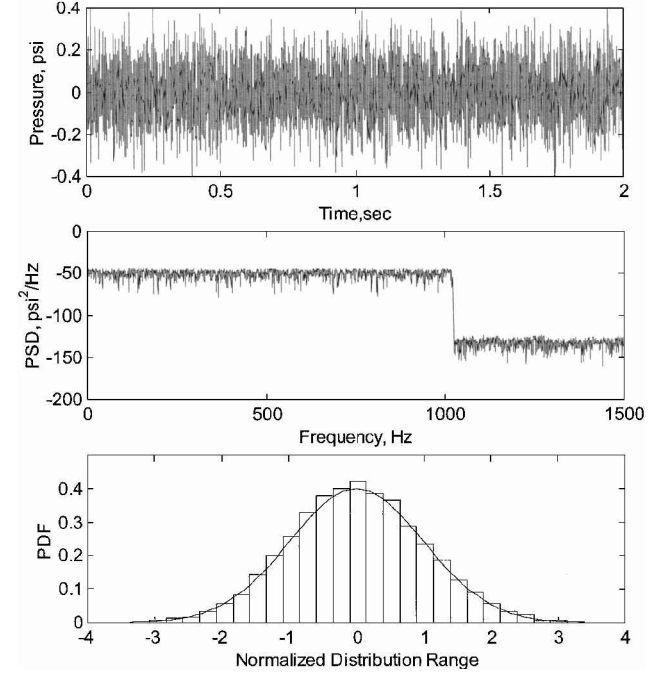 0.4
0.2
0
-0.2
-0.4
Pressure, psi
0 0.5 1 1.5 2
Time,sec
0
-50
-100
-150
-200
PSD, psi²/Hz
0 500 1000 1500
Frequency, Hz
0.4
0.3
0.2
0.1
0
PDF
-4 -3 -2 -1 0 1 2 3 4
Normalized Distribution Range